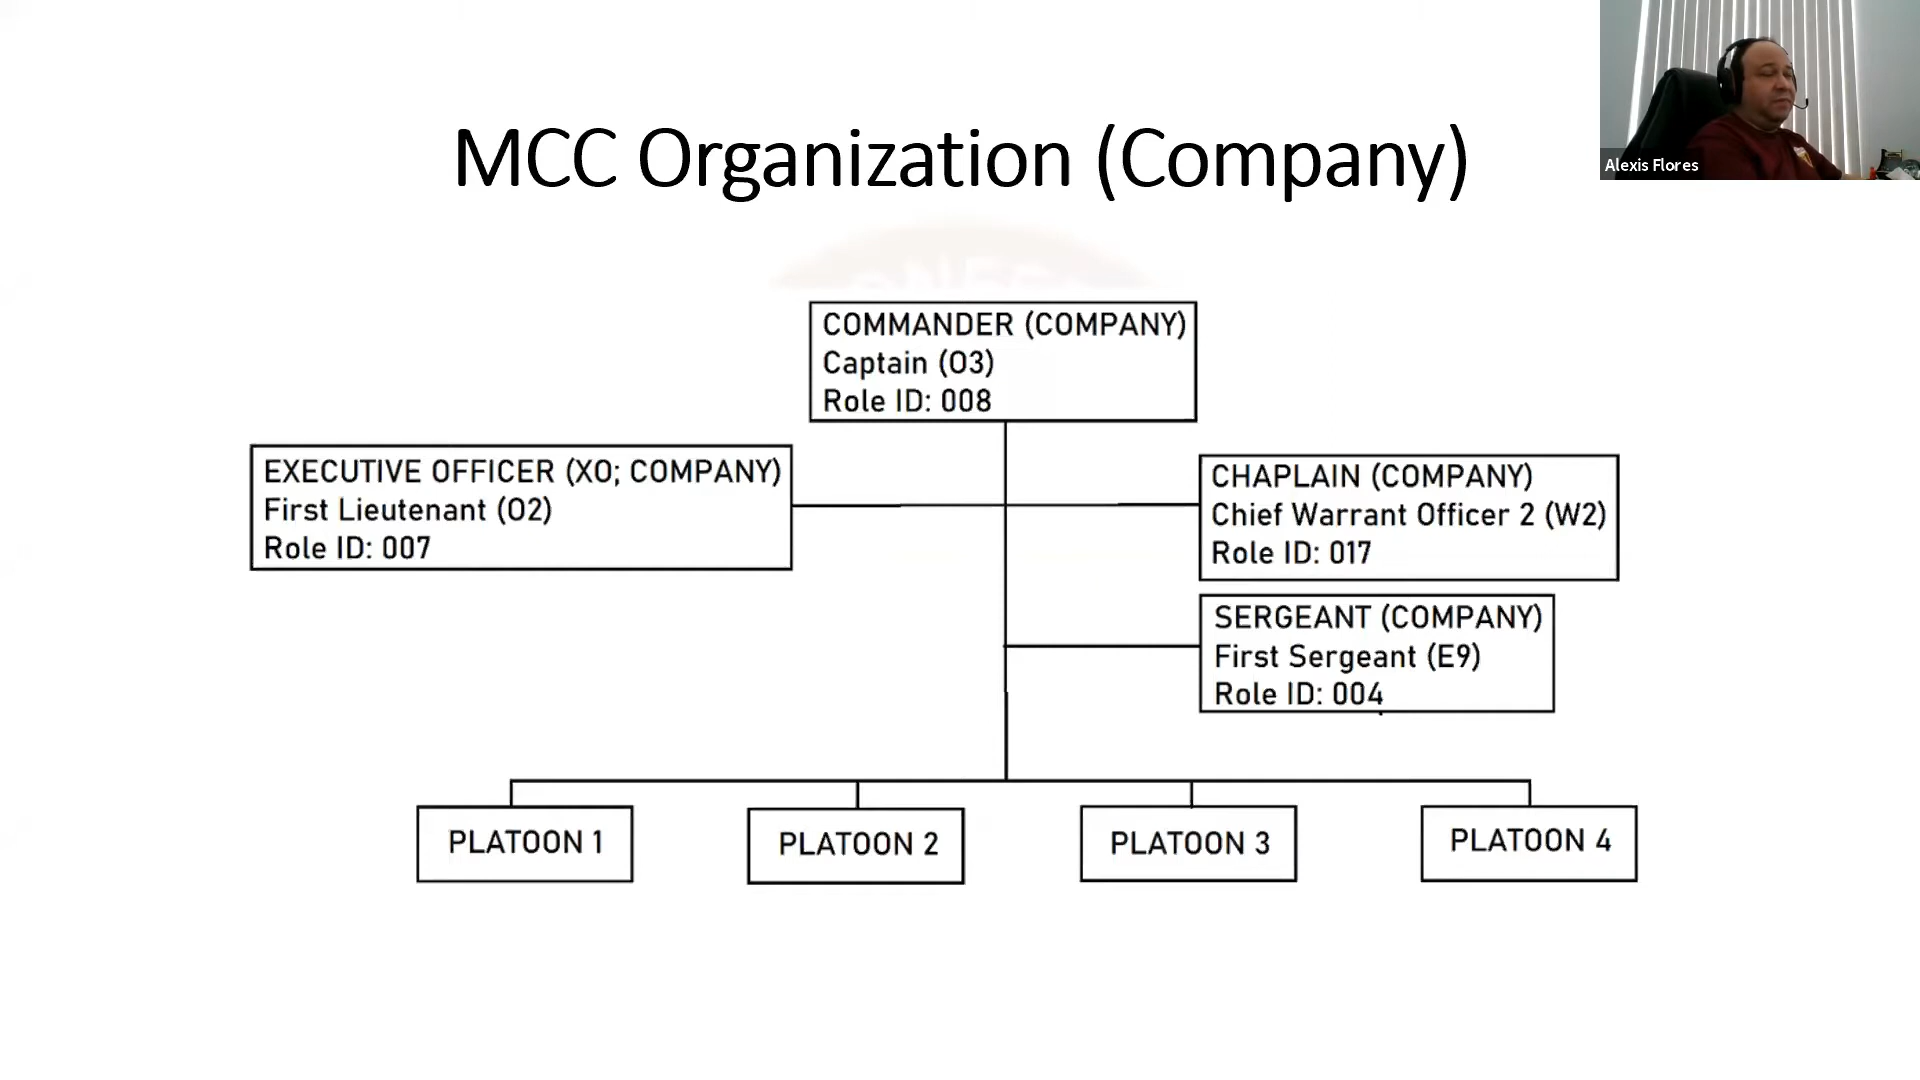 MCC Organization (Company)
Alexis Flores
COMMANDER (COMPANY)
Captain (O3)
Role ID: 008
EXECUTIVE OFFICER (XO; COMPANY)
First Lieutenant (O2)
Role ID: 007
CHAPLAIN (COMPANY)
Chief Warrant Officer 2 (W2)
Role ID: 017
SERGEANT (COMPANY)
First Sergeant (E9)
Role ID: 004
PLATOON 1
PLATOON 2
PLATOON 3
PLATOON 4